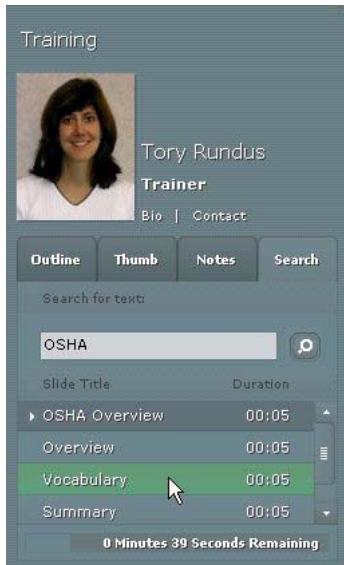 Training
Tory Rundus
Trainer
Bio | Contact
Outline Thumb Notes Search
Search for text:
OSHA
Slide Title Duration
OSHA Overview 00:05
Overview 00:05
Vocabulary 00:05
Summary 00:05
0 Minutes 39 Seconds Remaining